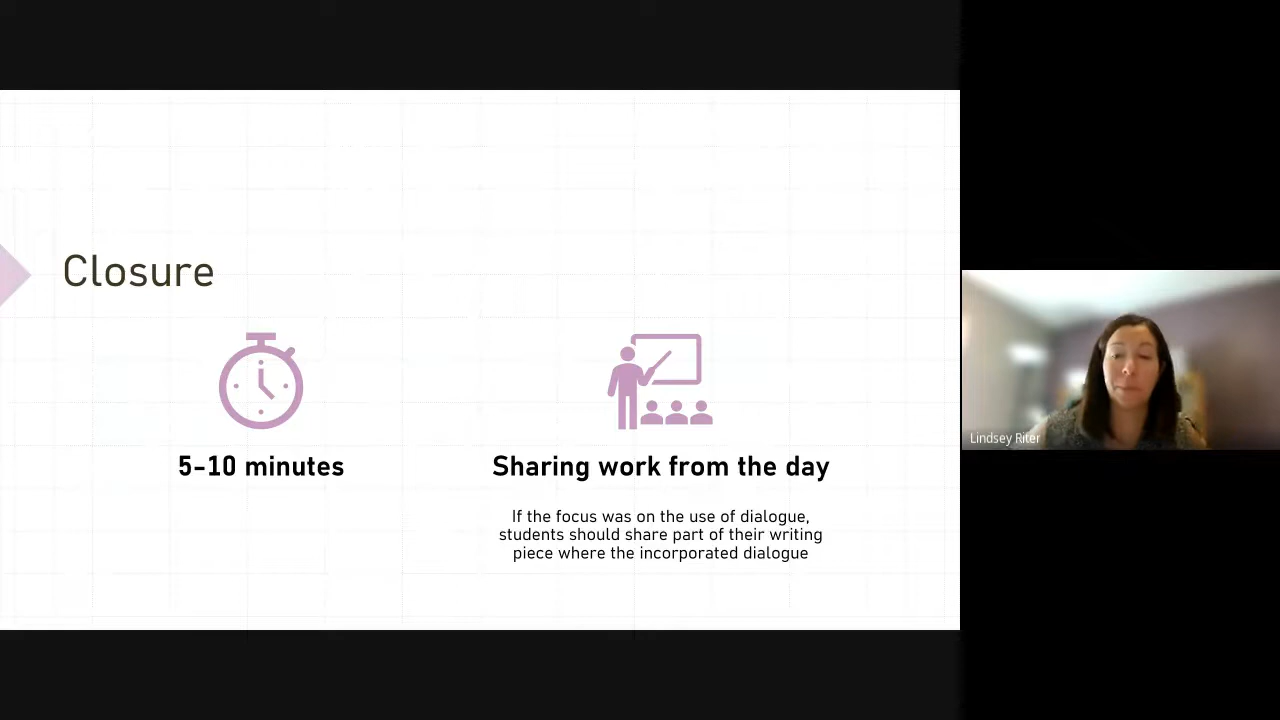 Closure
5-10 minutes
Sharing work from the day
If the focus was on the use of dialogue,
students should share part of their writing
piece where the incorporated dialogue
Lindsey Riter